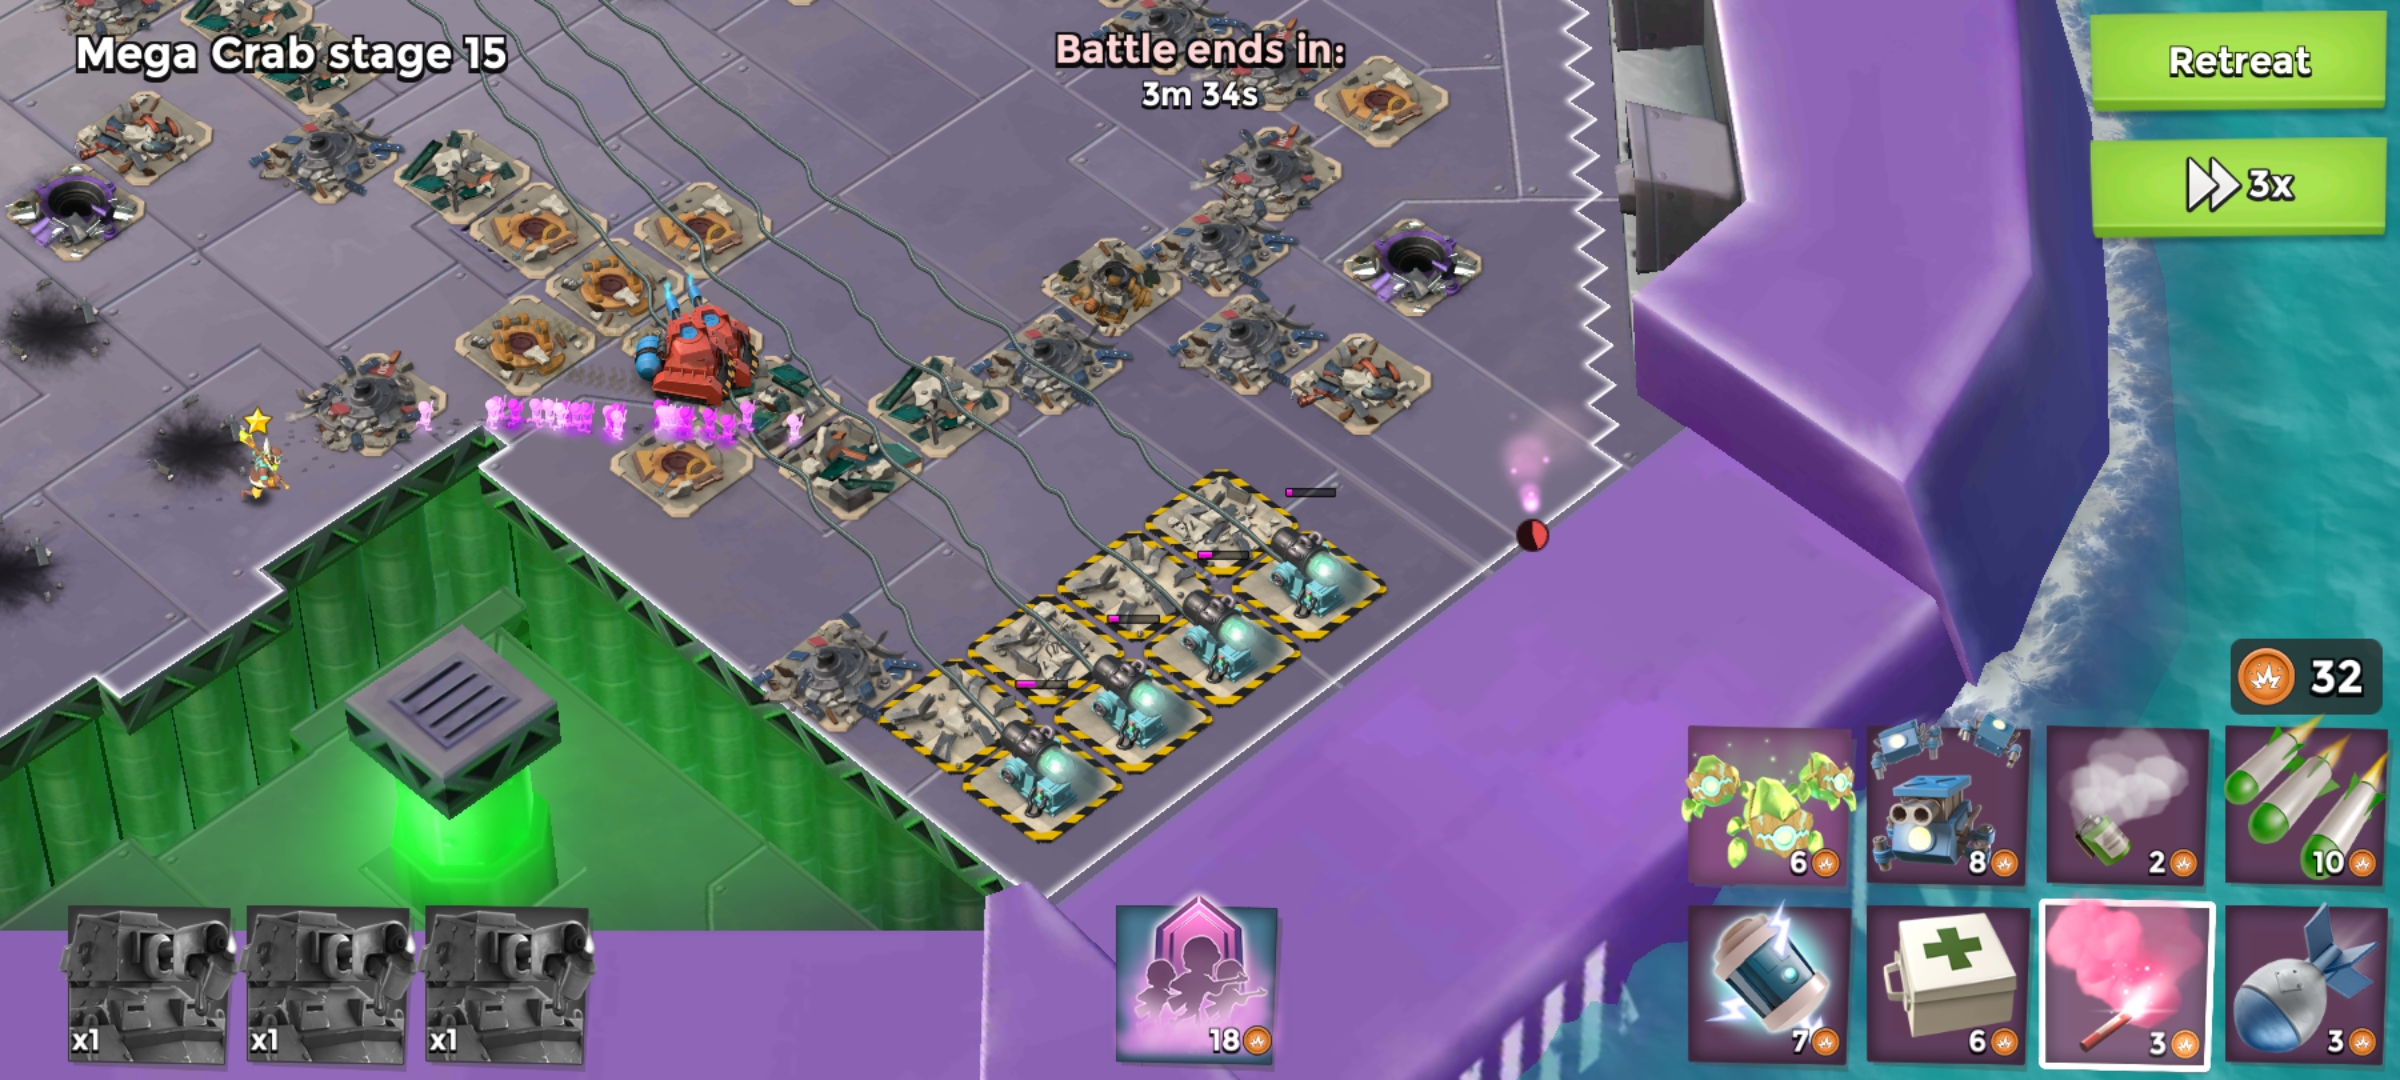 Mega Crab stage 15
Battle ends in:
3m 34s
Retreat
3x
32
6
8
2
10
7
6
3
3
x1
x1
x1
18